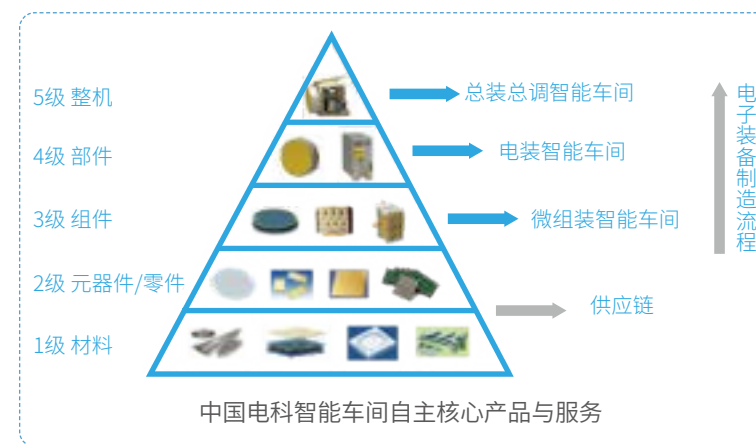 5级 整机
总装总调智能车间
4级 部件
电装智能车间
3级 组件
微组装智能车间
2级 元器件/零件
供应链
1级 材料
电子装备制造流程
中国电科智能车间自主核心产品与服务